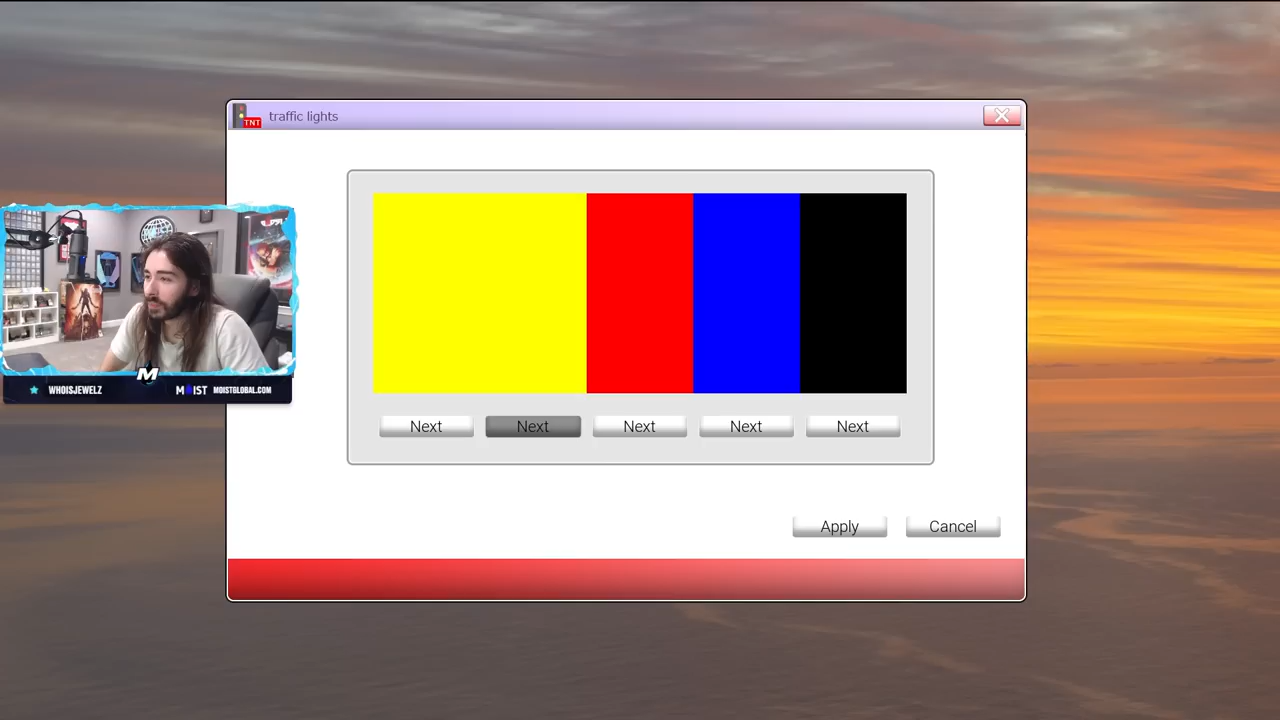 traffic lights
TNT
Next
Next
Next
Next
Next
Apply
Cancel
M
WHOISJEWELZ
MOIST MOISTGLOBAL.COM